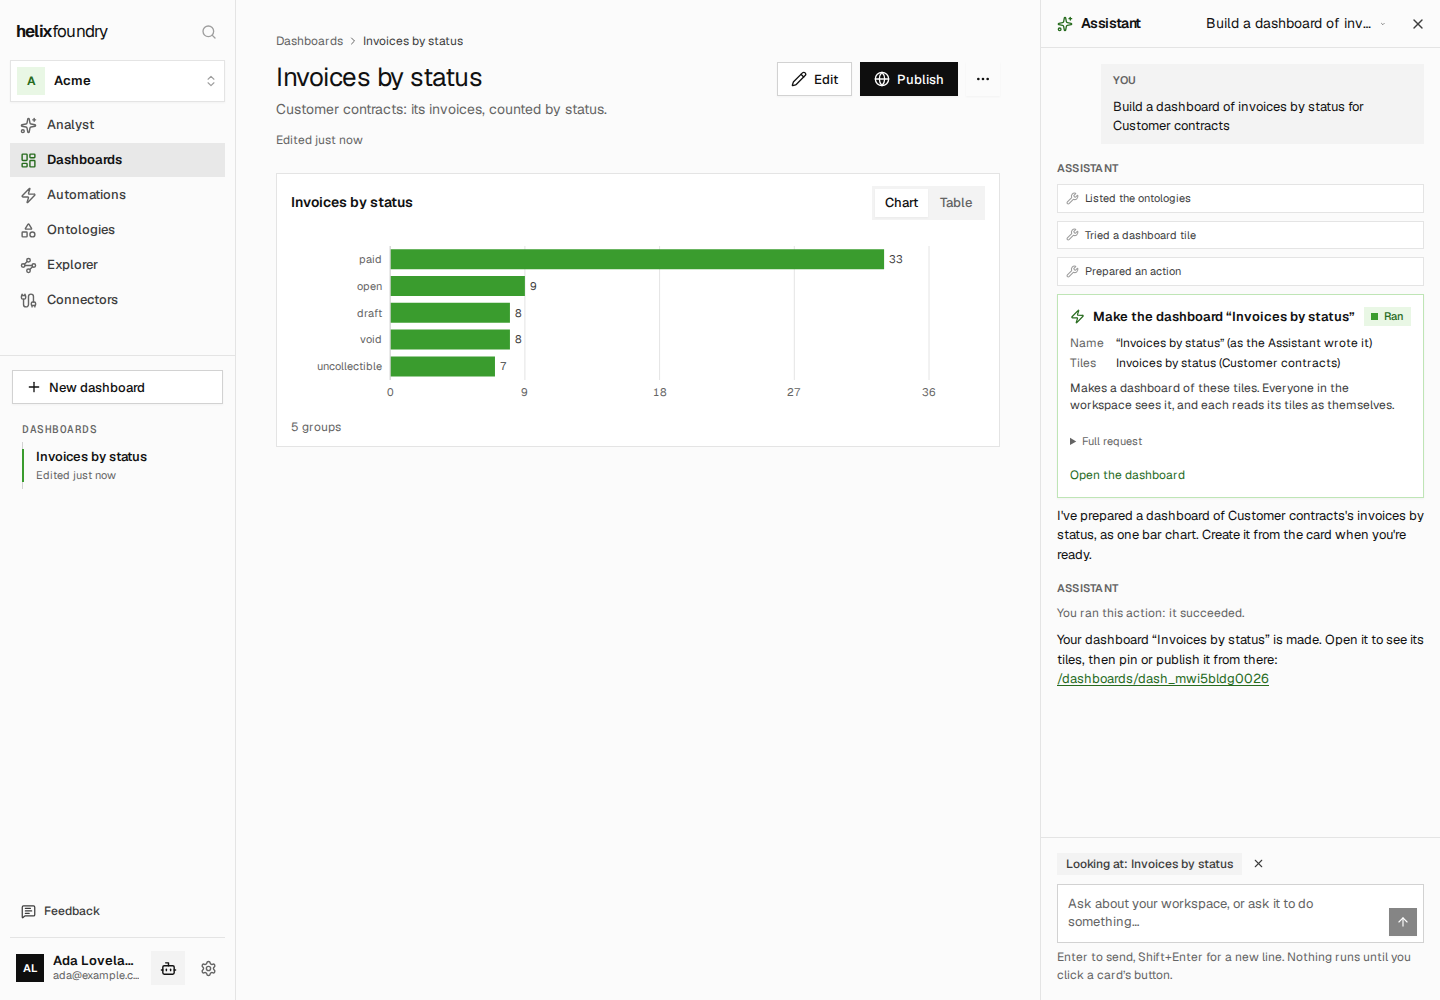 helixfoundry
A
Acme
Analyst
Dashboards
Automations
Ontologies
Explorer
Connectors
New dashboard
DASHBOARDS
Invoices by status
Edited just now
Feedback
AL
Ada Lovela...
ada@example.c...
Dashboards > Invoices by status
Invoices by status
Edit
Publish
Customer contracts: its invoices, counted by status.
Edited just now
Invoices by status
Chart
Table
paid
33
open
9
draft
8
void
8
uncollectible
7
0
9
18
27
36
5 groups
Assistant
Build a dashboard of inv...
YOU
Build a dashboard of invoices by status for
Customer contracts
ASSISTANT
Listed the ontologies
Tried a dashboard tile
Prepared an action
Make the dashboard “Invoices by status”
Ran
Name “Invoices by status” (as the Assistant wrote it)
Tiles Invoices by status (Customer contracts)
Makes a dashboard of these tiles. Everyone in the
workspace sees it, and each reads its tiles as themselves.
Full request
Open the dashboard
I've prepared a dashboard of Customer contracts's invoices by
status, as one bar chart. Create it from the card when you're
ready.
ASSISTANT
You ran this action: it succeeded.
Your dashboard “Invoices by status” is made. Open it to see its
tiles, then pin or publish it from there:
/dashboards/dash_mwi5bldg0026
Looking at: Invoices by status
Ask about your workspace, or ask it to do
something...
Enter to send, Shift+Enter for a new line. Nothing runs until you
click a card's button.